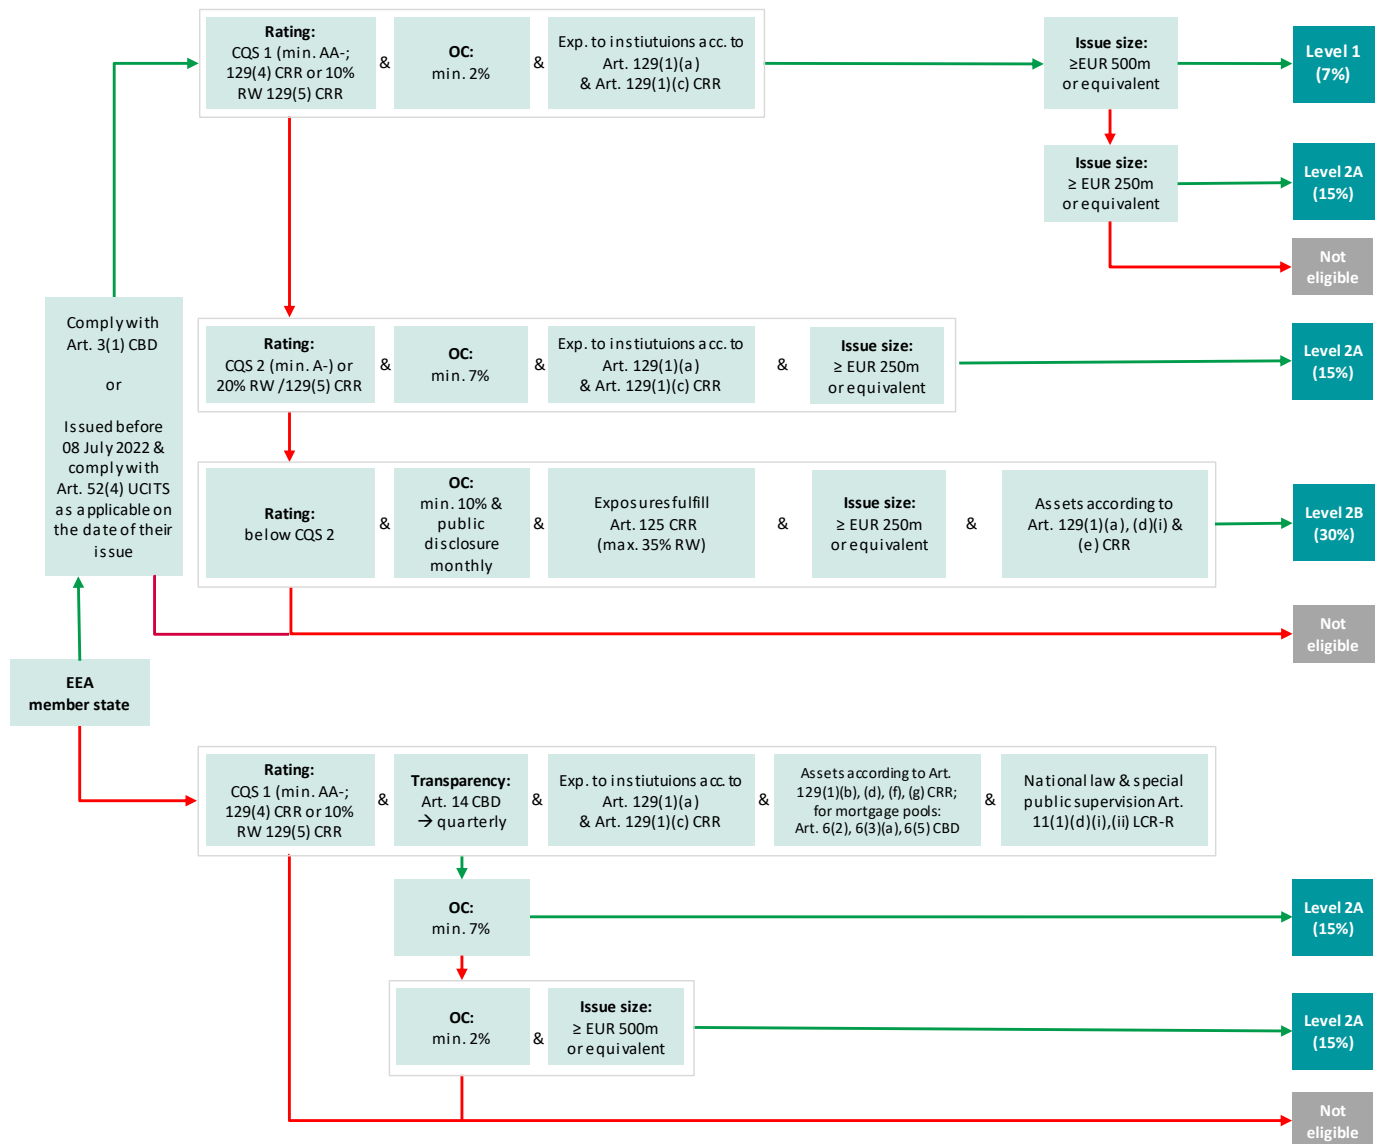 Rating:
CQS 1 (min. AA-;
129(4) CRR or 10%
RW 129(5) CRR
&
OC:
min. 2%
&
Exp. to instiutuions acc. to
Art. 129(1)(a)
& Art. 129(1)(c) CRR
Issue size:
≥EUR 500m
or equivalent
Level 1
(7%)
Issue size:
≥ EUR 250m
or equivalent
Level 2A
(15%)
Not
eligible
Comply with
Art. 3(1) CBD
or
Issued before
08 July 2022 &
comply with
Art. 52(4) UCITS
as applicable on
the date of their
issue
Rating:
CQS 2 (min. A-) or
20% RW /129(5) CRR
&
OC:
min. 7%
&
Exp. to instiutuions acc. to
Art. 129(1)(a)
& Art. 129(1)(c) CRR
&
Issue size:
≥ EUR 250m
or equivalent
Level 2A
(15%)
Rating:
below CQS 2
&
OC:
min. 10% &
public
disclosure
monthly
&
Exposures fulfill
Art. 125 CRR
(max. 35% RW)
&
Issue size:
≥ EUR 250m
or equivalent
&
Assets according to
Art. 129(1)(a), (d)(i) &
(e) CRR
Level 2B
(30%)
Not
eligible
EEA
member state
Rating:
CQS 1 (min. AA-;
129(4) CRR or 10%
RW 129(5) CRR
&
Transparency:
Art. 14 CBD
→ quarterly
&
Exp. to instiutuions acc. to
Art. 129(1)(a)
& Art. 129(1)(c) CRR
&
Assets according to Art.
129(1)(b), (d), (f), (g) CRR;
for mortgage pools:
Art. 6(2), 6(3)(a), 6(5) CBD
&
National law & special
public supervision Art.
11(1)(d)(i),(ii) LCR-R
OC:
min. 7%
Level 2A
(15%)
OC:
min. 2%
&
Issue size:
≥ EUR 500m
or equivalent
Level 2A
(15%)
Not
eligible